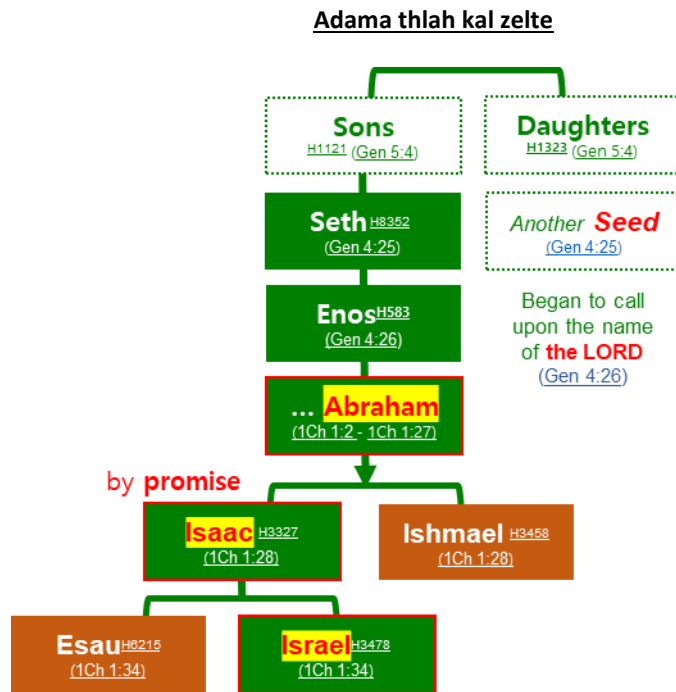 Adama thlah kal zelte
Sons
H1121 (Gen 5:4)
Daughters
H1323 (Gen 5:4)
Seth H8352
(Gen 4:25)
Another Seed
(Gen 4:25)
Enos H583
(Gen 4:26)
Began to call
upon the name
of the LORD
(Gen 4:26)
... Abraham
(1Ch 1:2 - 1Ch 1:27)
by promise
Isaac H3327
(1Ch 1:28)
Ishmael H3458
(1Ch 1:28)
Esau H6215
(1Ch 1:34)
Israel H3478
(1Ch 1:34)